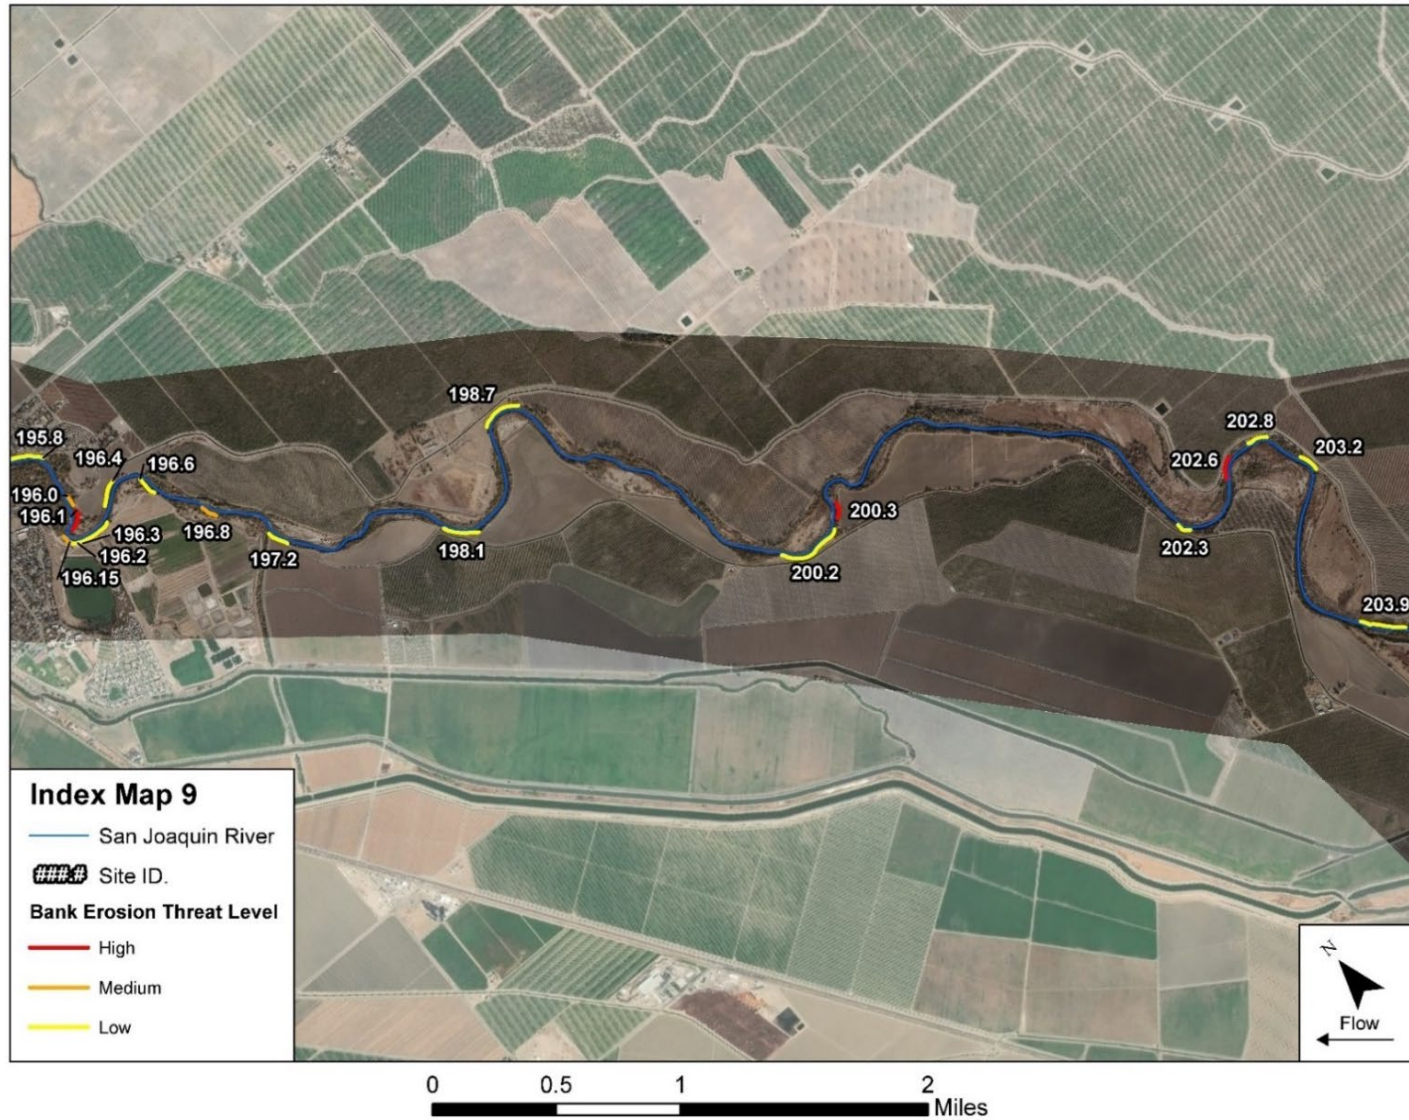 198.7
202.8
195.8
203.2
196.4
196.6
202.6
196.0
196.1
200.3
196.8
196.3
197.2
198.1
202.3
196.2
196.15
200.2
203.9
Index Map 9
San Joaquin River
###.# Site ID.
Bank Erosion Threat Level
High
Medium
Low
N
Flow
0 0.5 1 2
Miles